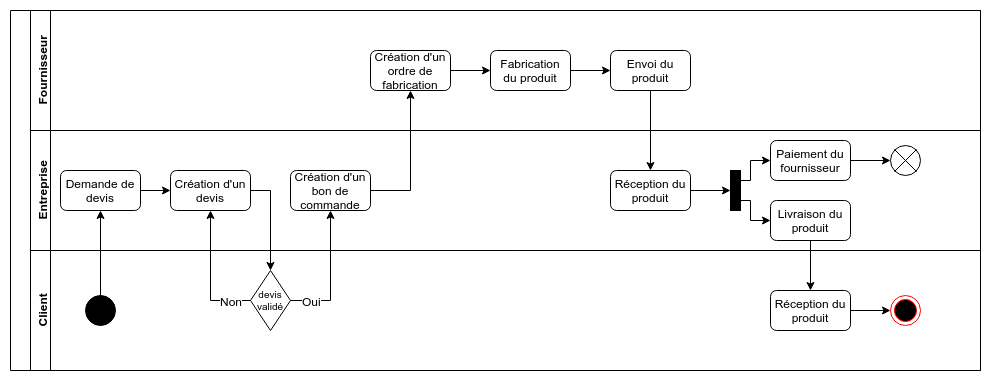 Fournisseur
Création d'un
ordre de
fabrication
Fabrication
du produit
Envoi du
produit
Entreprise
Demande de
devis
Création d'un
devis
Création d'un
bon de
commande
Réception du
produit
Paiement du
fournisseur
Livraison du
produit
Client
Non
devis
validé
Oui
Réception du
produit